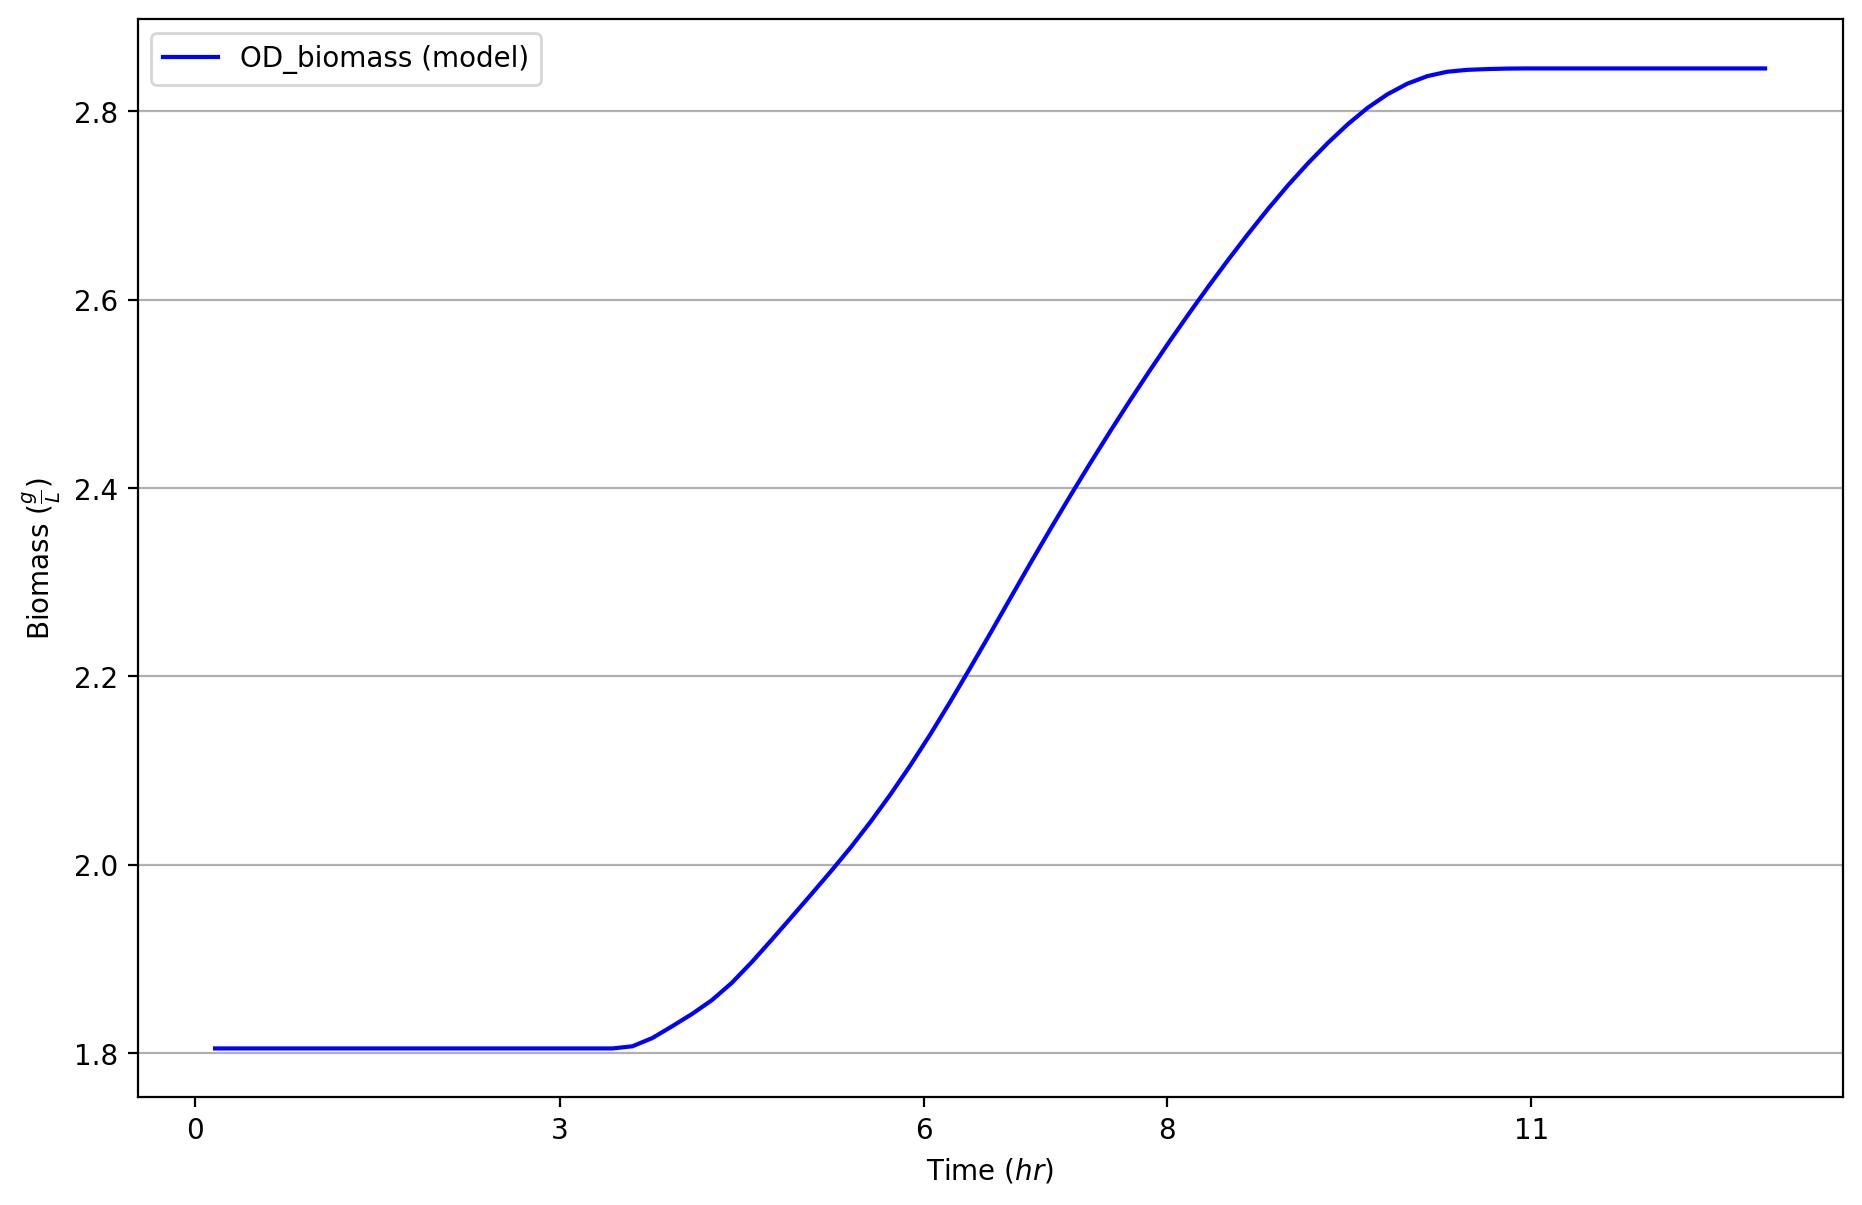 OD_biomass (model)
2.8
2.6
2.4
2.2
2.0
1.8
Biomass (g/L)
0 3 6 8 11
Time (hr)